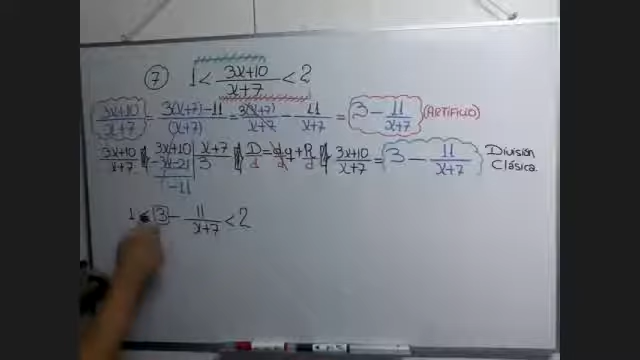 7 1 < (3x+10)/(x+7) < 2
(3x+10)/(x+7) = (3(x+7)-11)/(x+7) = 3(x+7)/(x+7) - 11/(x+7) = 3 - 11/(x+7) (ARTIFICIO)
(3x+10)/(x+7) | 3x+10 | x+7 | D/d = dq/d + R/d | (3x+10)/(x+7) = 3 - 11/(x+7) División
-3x-21 3 Clásica
-11
1 < 3 - 11/(x+7) < 2